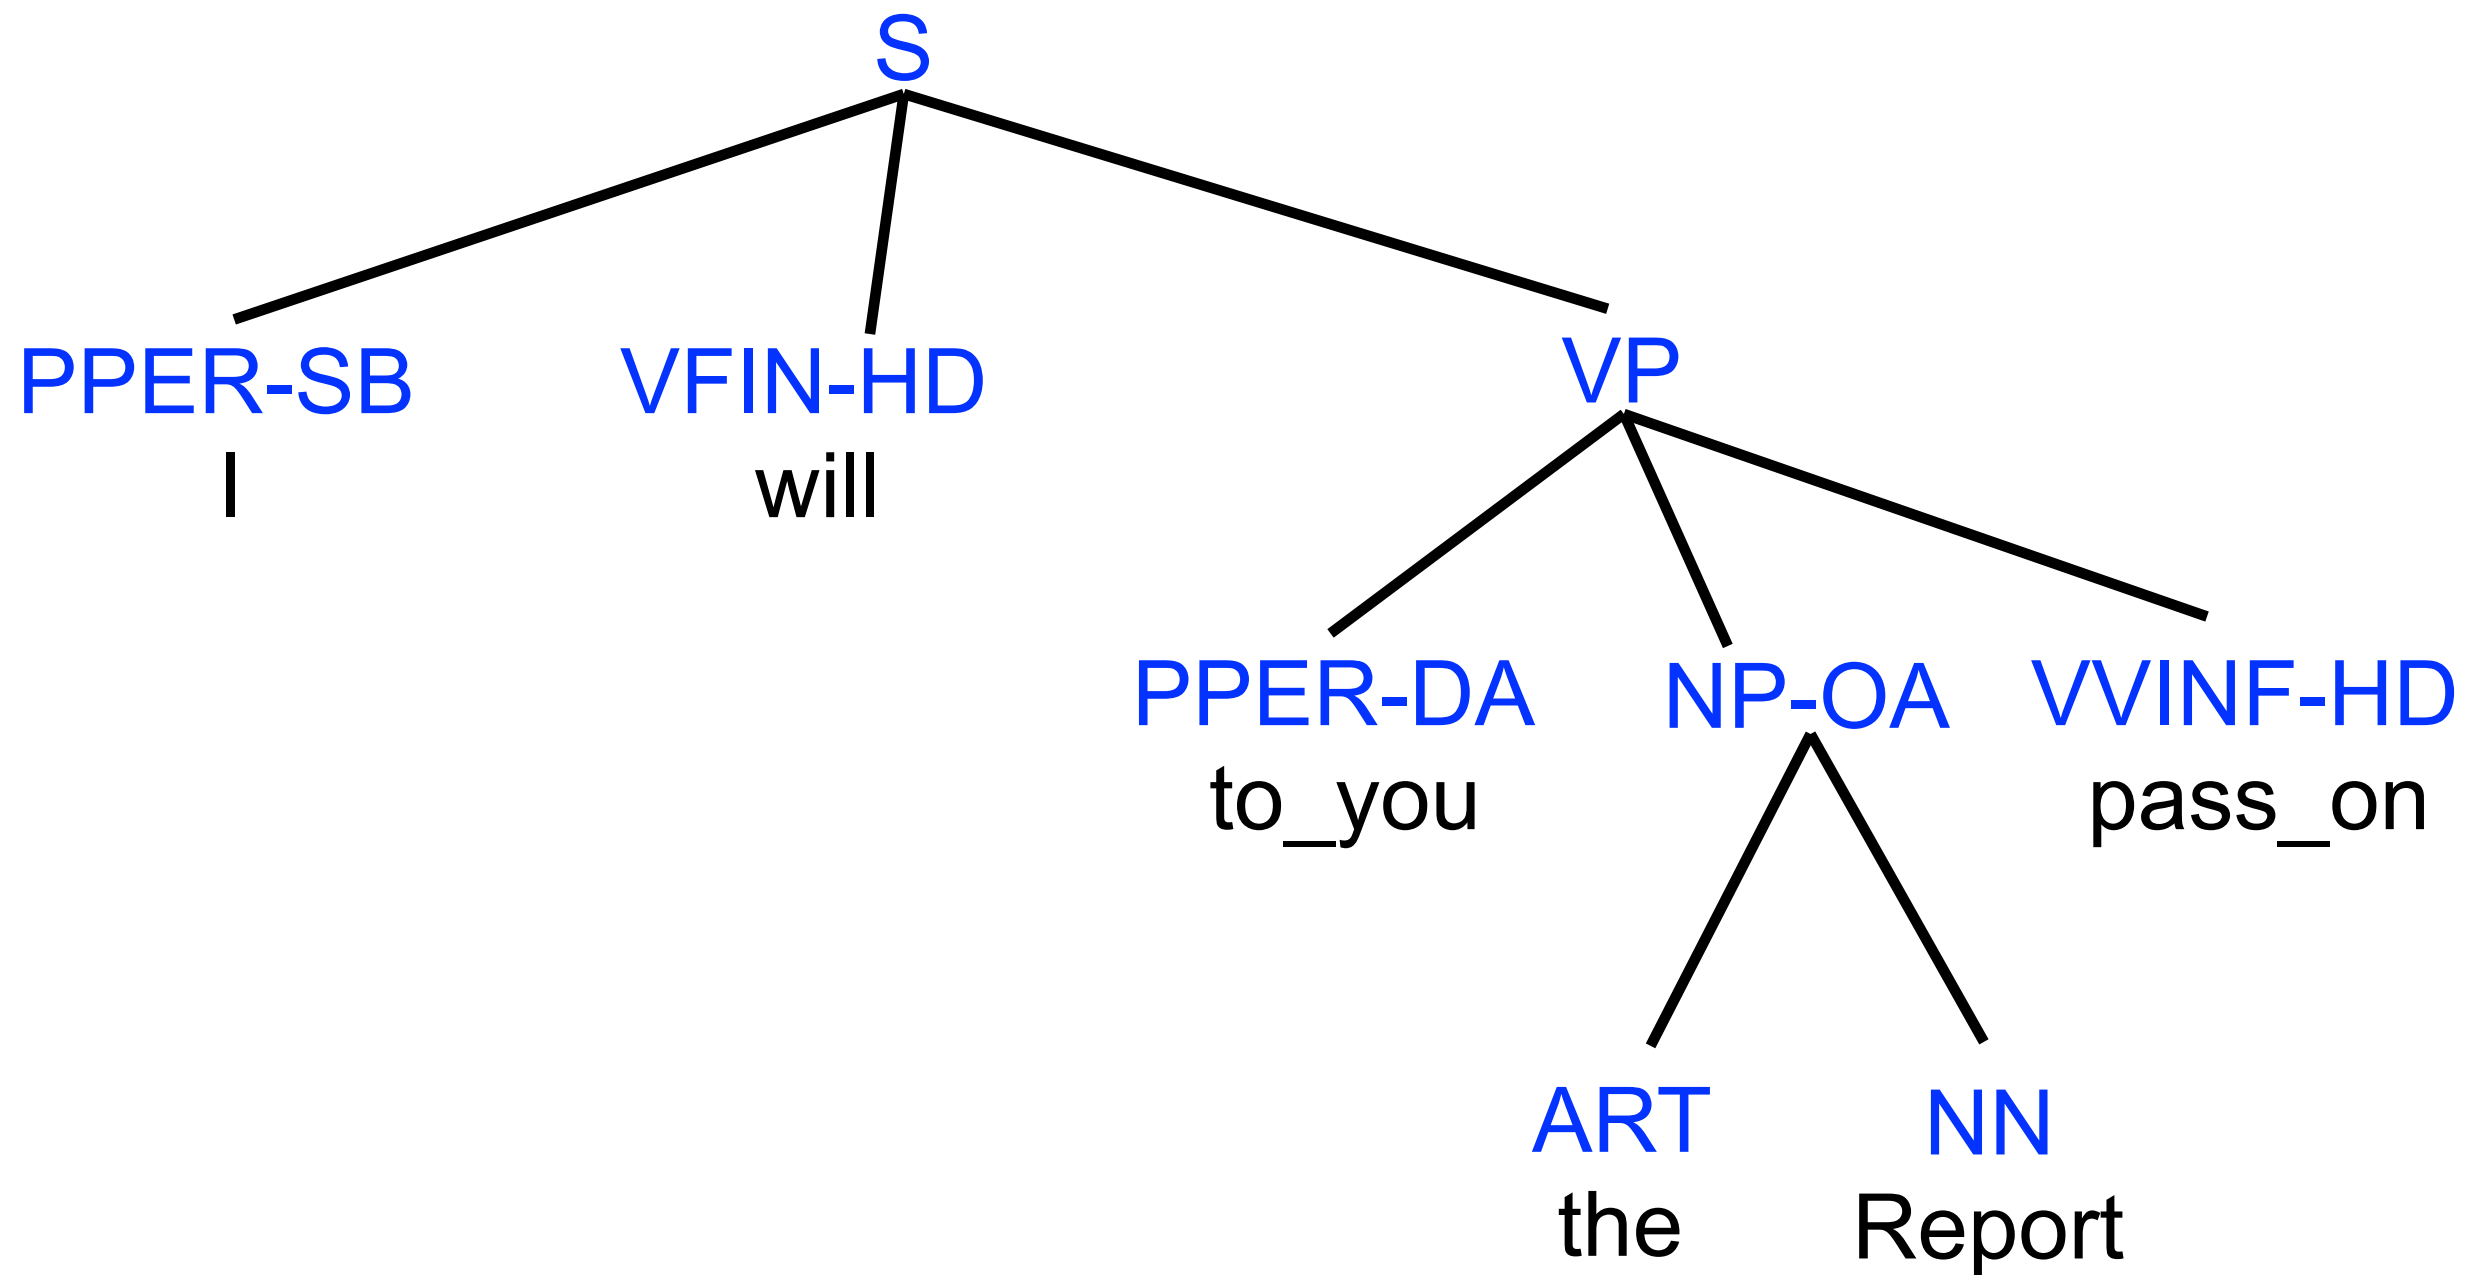 S
PPER-SB VFIN-HD VP
I will
PPER-DA NP-OA VVINF-HD
to_you pass_on
ART NN
the Report